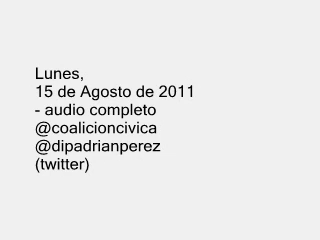 Lunes,
15 de Agosto de 2011
- audio completo
@coalicioncivica
@dipadrianperez
(twitter)